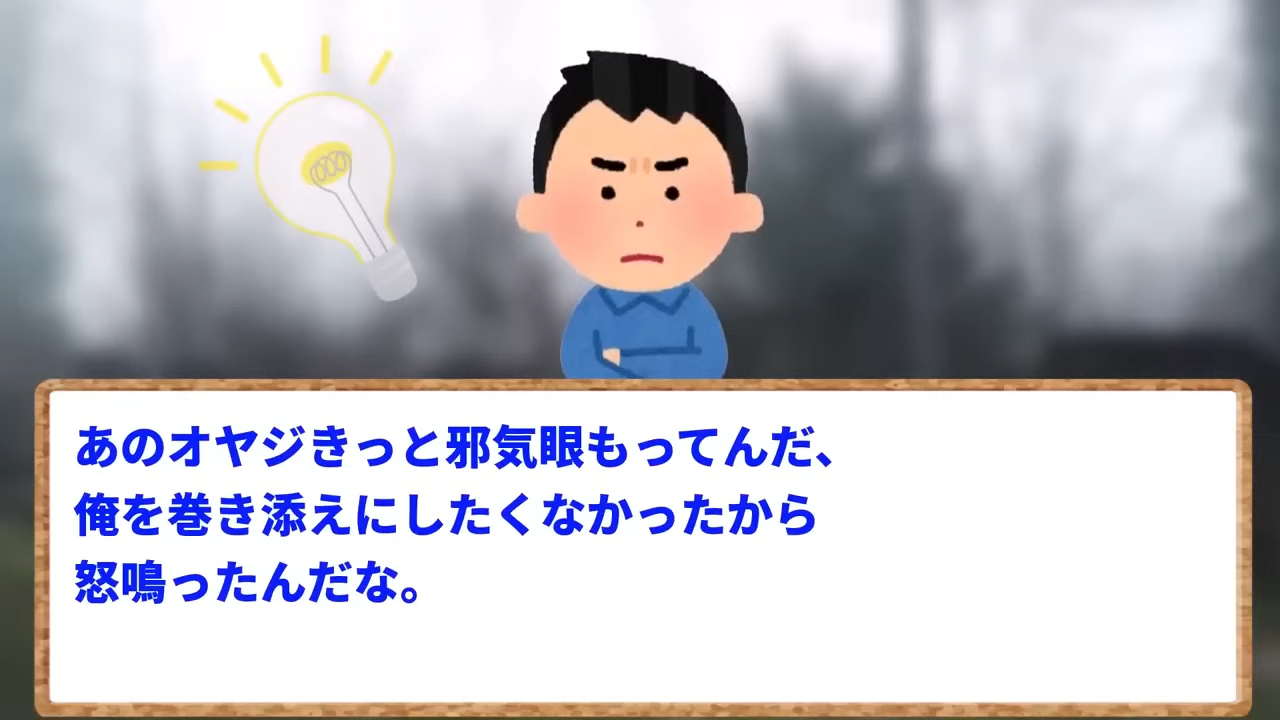 あのオヤジきっと邪気眼もってんだ、
俺を巻き添えにしたくなかったから
怒鳴ったんだな。